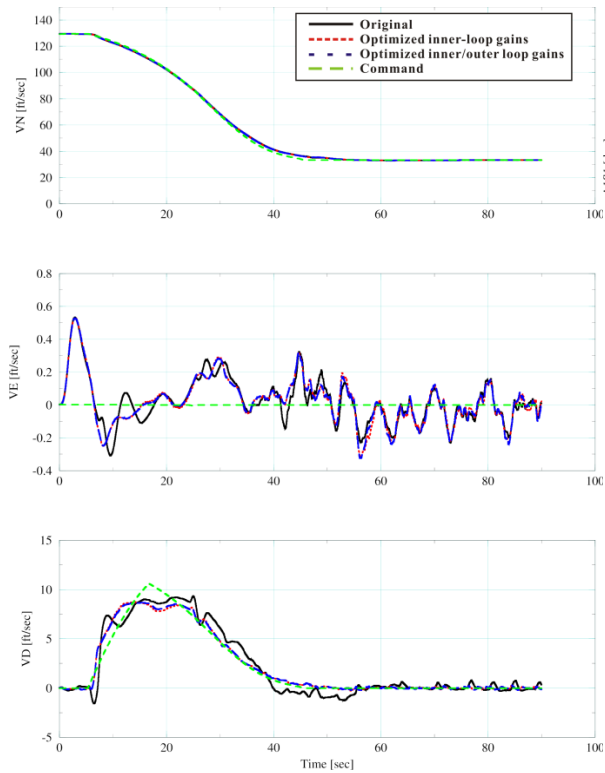 Original
Optimized inner-loop gains
Optimized inner/outer loop gains
Command
140
120
100
80
60
40
20
0
VN [ft/sec]
0 20 40 60 80 100
0.8
0.6
0.4
0.2
0
-0.2
-0.4
VE [ft/sec]
0 20 40 60 80 100
15
10
5
0
-5
VD [ft/sec]
0 20 40 60 80 100
Time [sec]